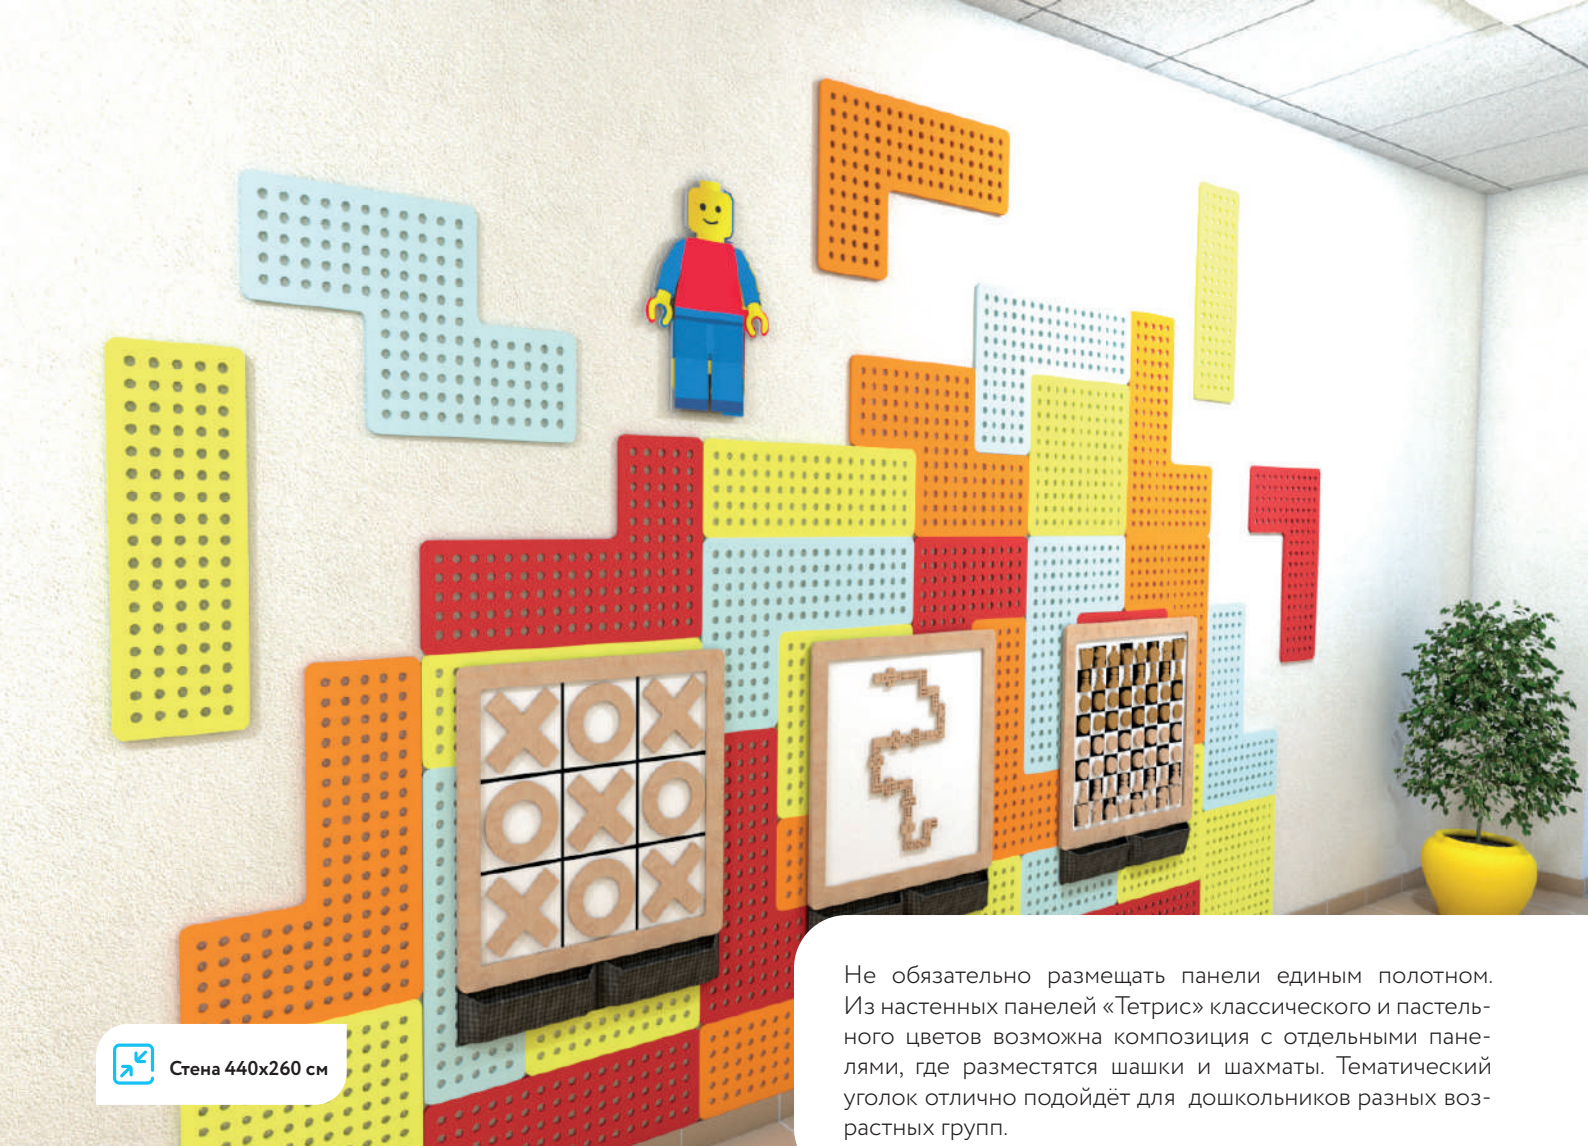 Стена 440х260 см
Не обязательно размещать панели единым полотном.
Из настенных панелей «Тетрис» классического и пастель-
ного цветов возможна композиция с отдельными пане-
лями, где разместятся шашки и шахматы. Тематический
уголок отлично подойдёт для дошкольников разных воз-
растных групп.